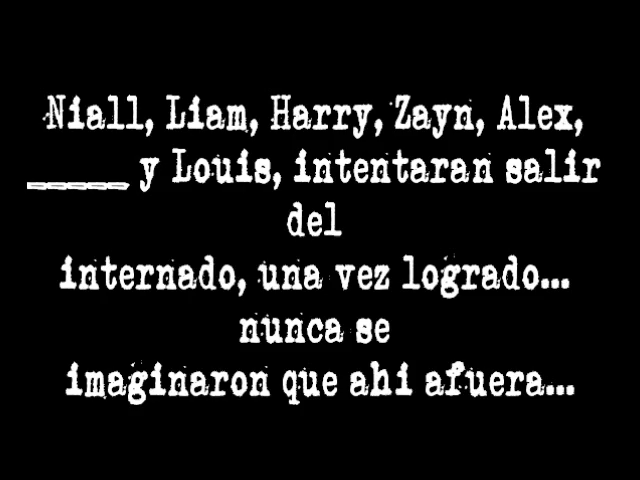 Niall, Liam, Harry, Zayn, Alex,
_____ y Louis, intentaran salir
del
internado, una vez logrado...
nunca se
imaginaron que ahi afuera...